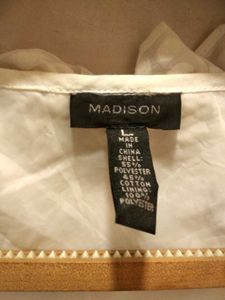 MADISON
L
MADE IN
CHINA
SHELL:
55%
POLYESTER
45%
COTTON
LINING:
100%
POLYESTER